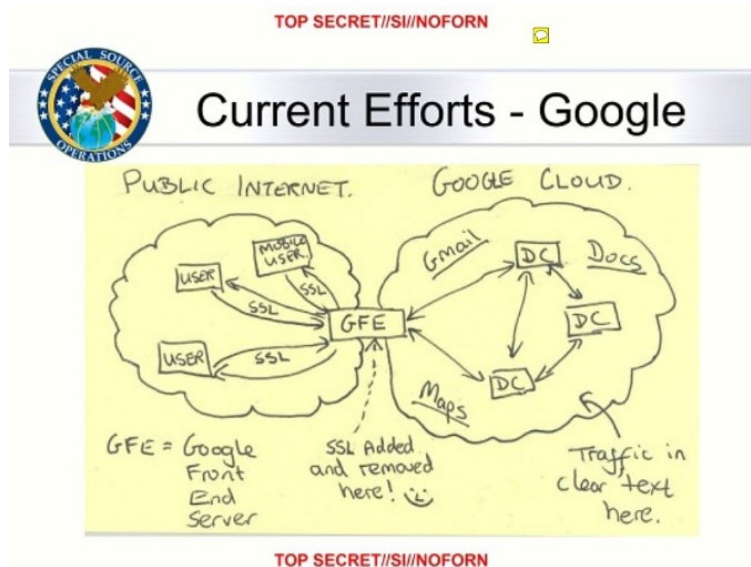 TOP SECRET//SI//NOFORN
SPECIAL SOURCE OPERATIONS
Current Efforts - Google
PUBLIC INTERNET.
GOOGLE CLOUD.
MOBILE USER.
USER
SSL
SSL
USER
SSL
GFE
Gmail
DC
Docs
DC
DC
Maps
GFE = Google
Front
End
Server
SSL Added
and removed
here!
Traffic in
clear text
here.
TOP SECRET//SI//NOFORN